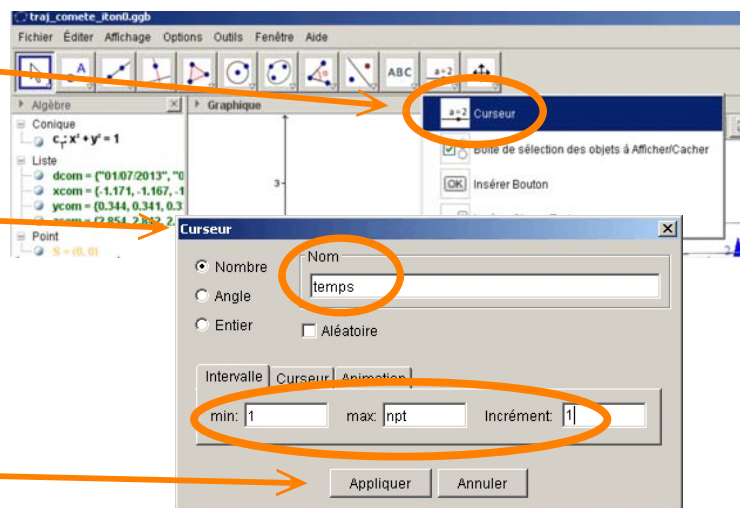 traj_comete_iton0.ggb
Fichier Éditer Affichage Options Outils Fenêtre Aide
ABC
a=2
Algèbre
Graphique
a=2 Curseur
Conique
c₁: x² + y² = 1
Boîte de sélection des objets à Afficher/Cacher
Liste
dcom = {"01/07/2013", "0
xcom = {-1.171, -1.167, -1
3
OK Insérer Bouton
ycom = {0.344, 0.341, 0.3
Point
S = (0, 0)
2
Curseur
Nombre
Angle
Entier
Nom
temps
Aléatoire
Intervalle Curseur Animation
min: 1 max: npt Incrément: 1
Appliquer Annuler